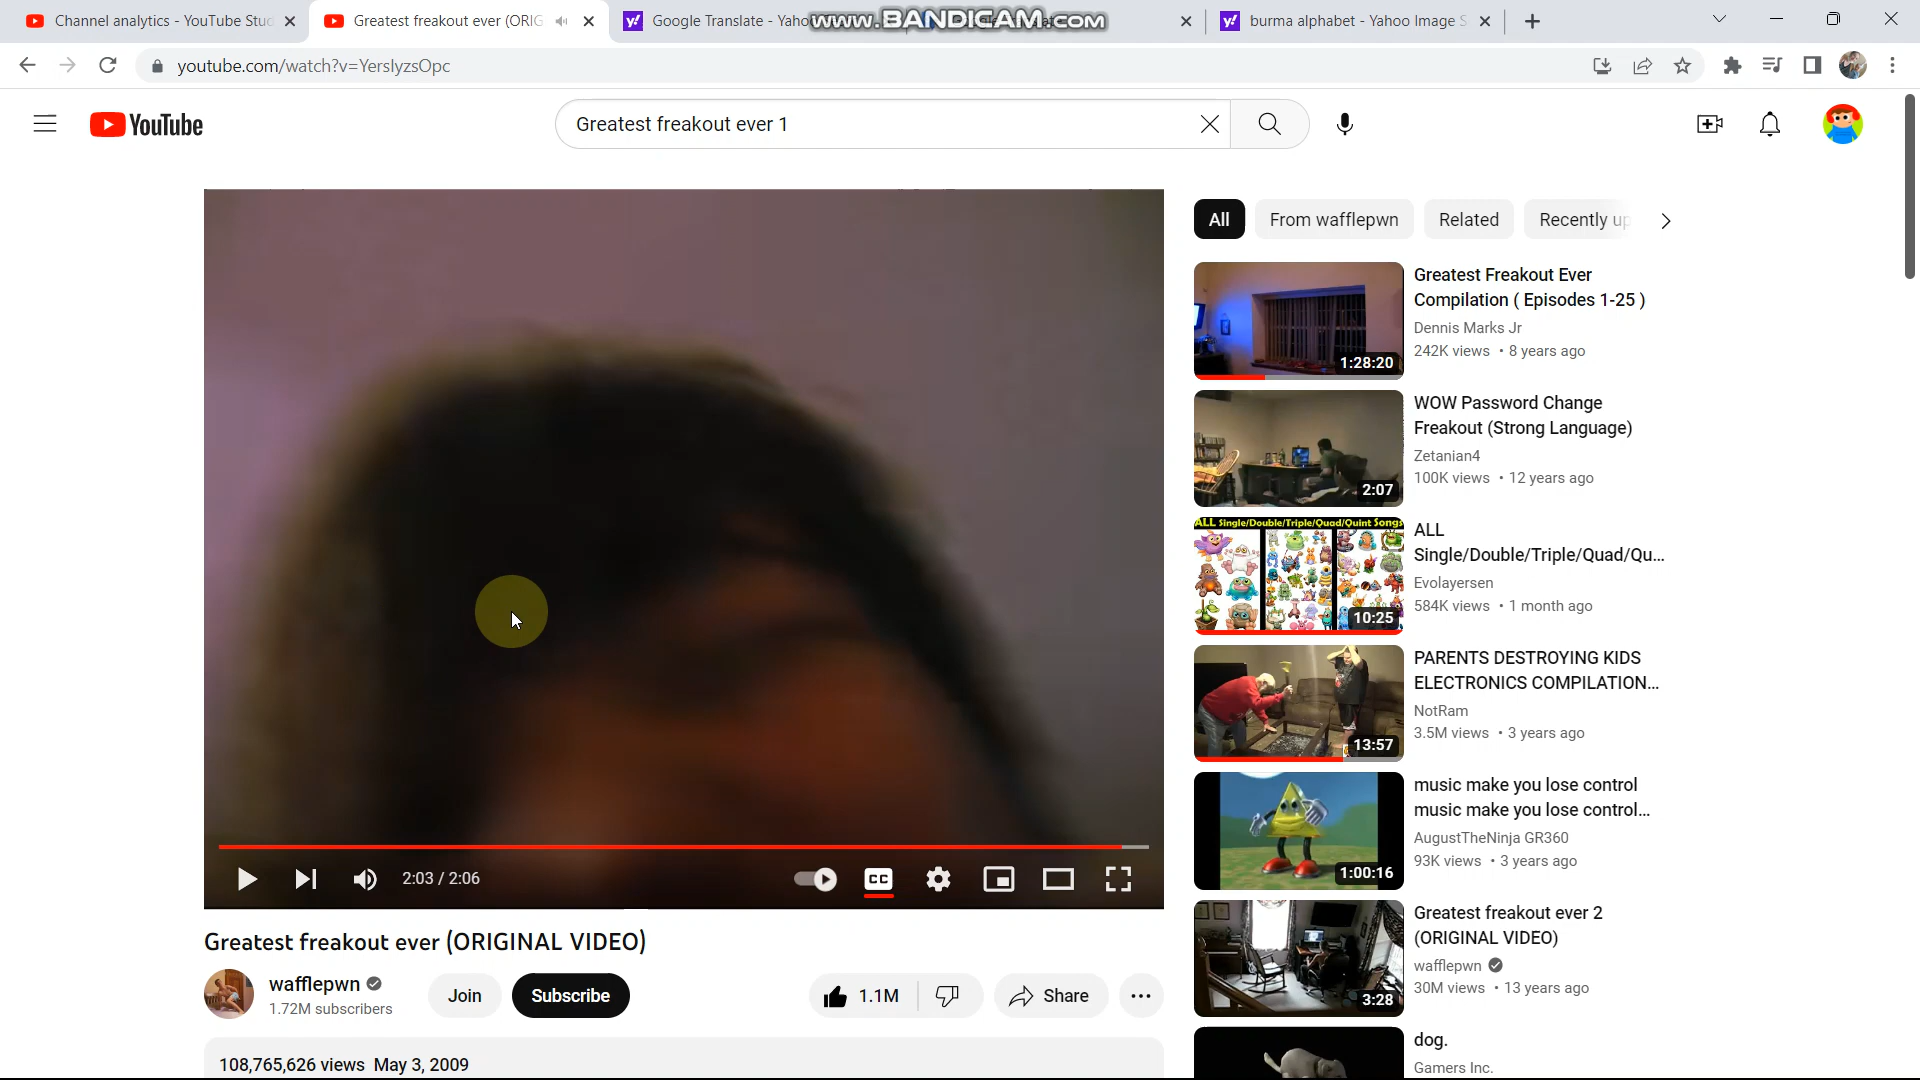 Channel analytics - YouTube Stud
Greatest freakout ever (ORIG
Google Translate - Yaho
www.BANDICAM.com
burma alphabet - Yahoo Image S
youtube.com/watch?v=YerslyzsOpc
YouTube
Greatest freakout ever 1
All
From wafflepwn
Related
Recently up
Greatest Freakout Ever
Compilation ( Episodes 1-25 )
Dennis Marks Jr
242K views • 8 years ago
1:28:20
WOW Password Change
Freakout (Strong Language)
Zetanian4
100K views • 12 years ago
2:07
ALL Single/Double/Triple/Quad/Quint Songs
ALL
Single/Double/Triple/Quad/Qu...
Evolayersen
584K views • 1 month ago
10:25
PARENTS DESTROYING KIDS
ELECTRONICS COMPILATION...
NotRam
3.5M views • 3 years ago
13:57
music make you lose control
music make you lose control...
AugustTheNinja GR360
93K views • 3 years ago
1:00:16
Greatest freakout ever 2
(ORIGINAL VIDEO)
wafflepwn
30M views • 13 years ago
3:28
dog.
Gamers Inc.
2:03 / 2:06
CC
Greatest freakout ever (ORIGINAL VIDEO)
wafflepwn
1.72M subscribers
Join
Subscribe
1.1M
Share
108,765,626 views May 3, 2009